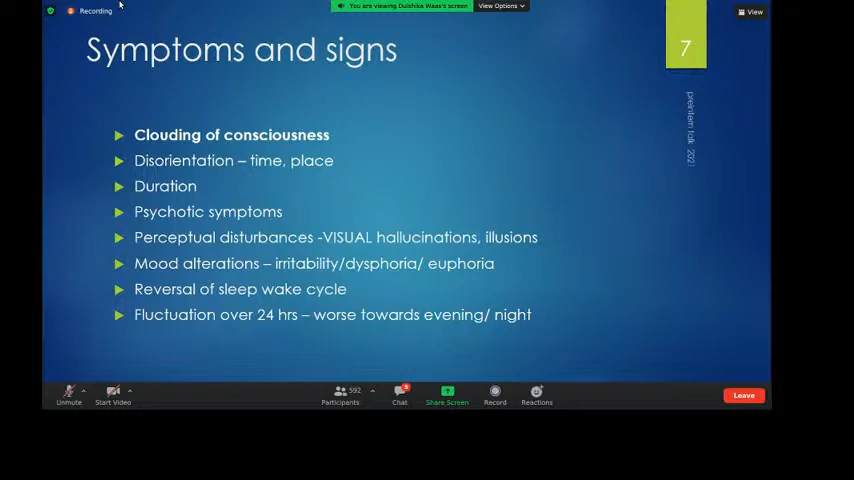 Recording
You are viewing Dulshika Waas's screen
View Options
View
Symptoms and signs
7
preintern talk 2021
Clouding of consciousness
Disorientation – time, place
Duration
Psychotic symptoms
Perceptual disturbances -VISUAL hallucinations, illusions
Mood alterations – irritability/dysphoria/ euphoria
Reversal of sleep wake cycle
Fluctuation over 24 hrs – worse towards evening/ night
Unmute
Start Video
592
Participants
Chat
Share Screen
Record
Reactions
Leave